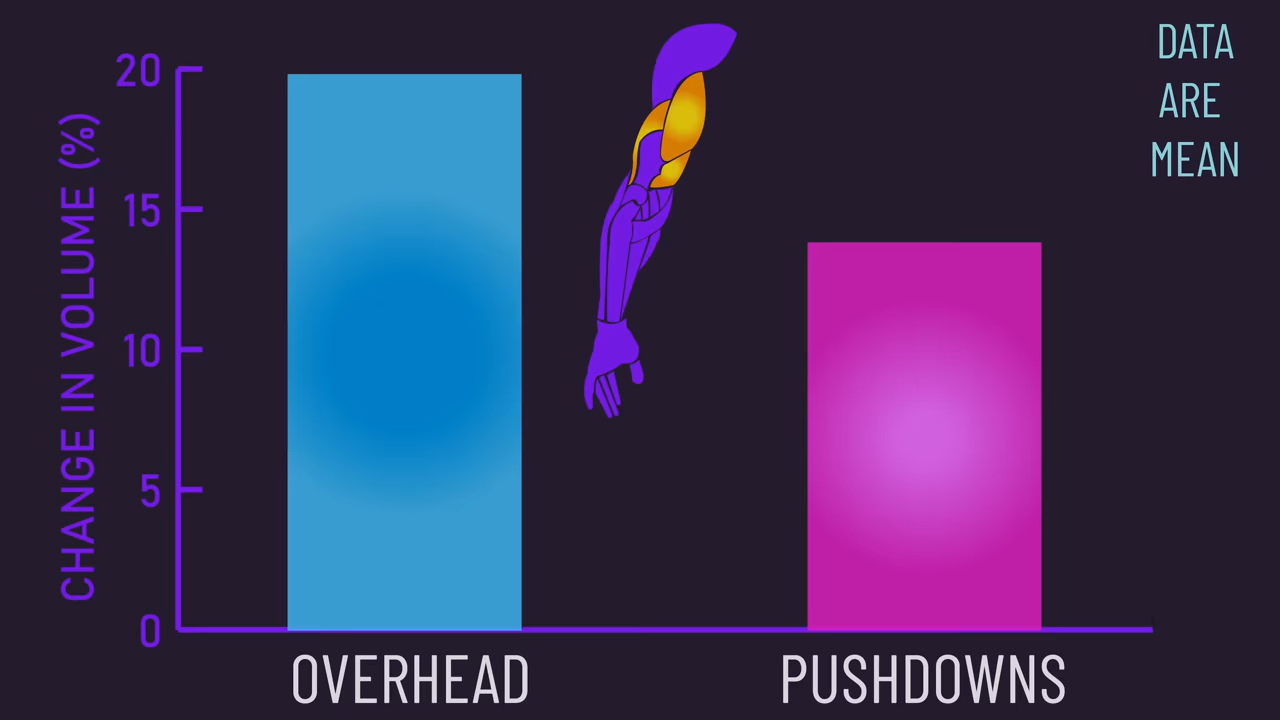 DATA
ARE
MEAN
CHANGE IN VOLUME (%)
20
15
10
5
0
OVERHEAD
PUSHDOWNS